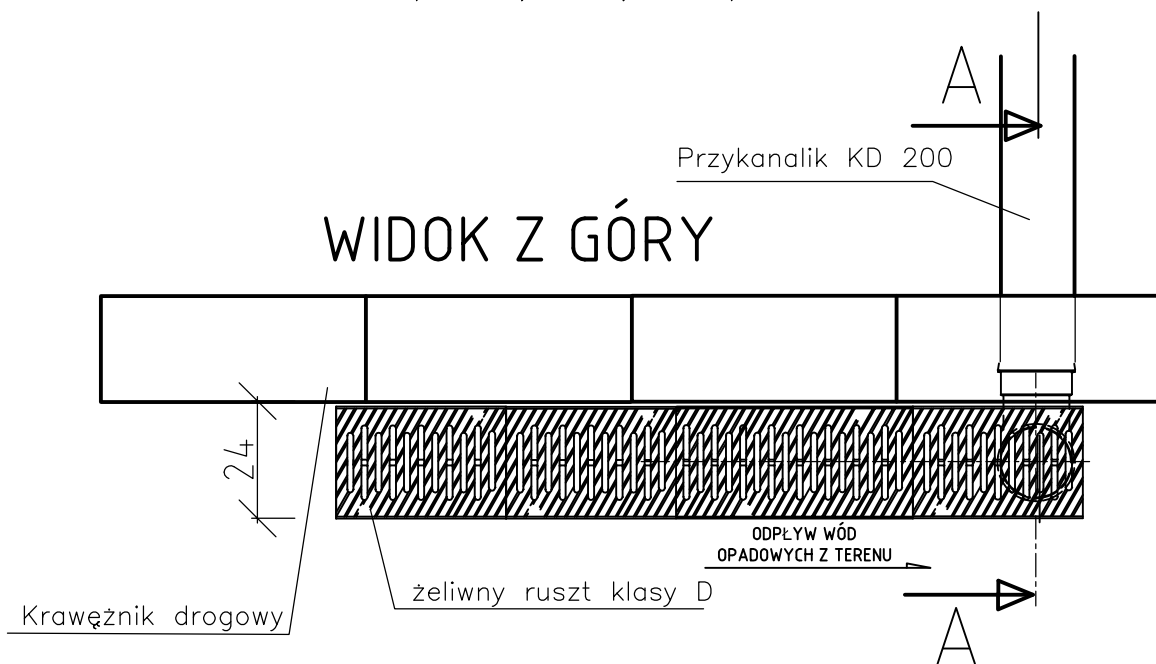 A
Przykanalik KD 200
WIDOK Z GÓRY
24
ODPŁYW WÓD
OPADOWYCH Z TERENU
żeliwny ruszt klasy D
Krawężnik drogowy
A